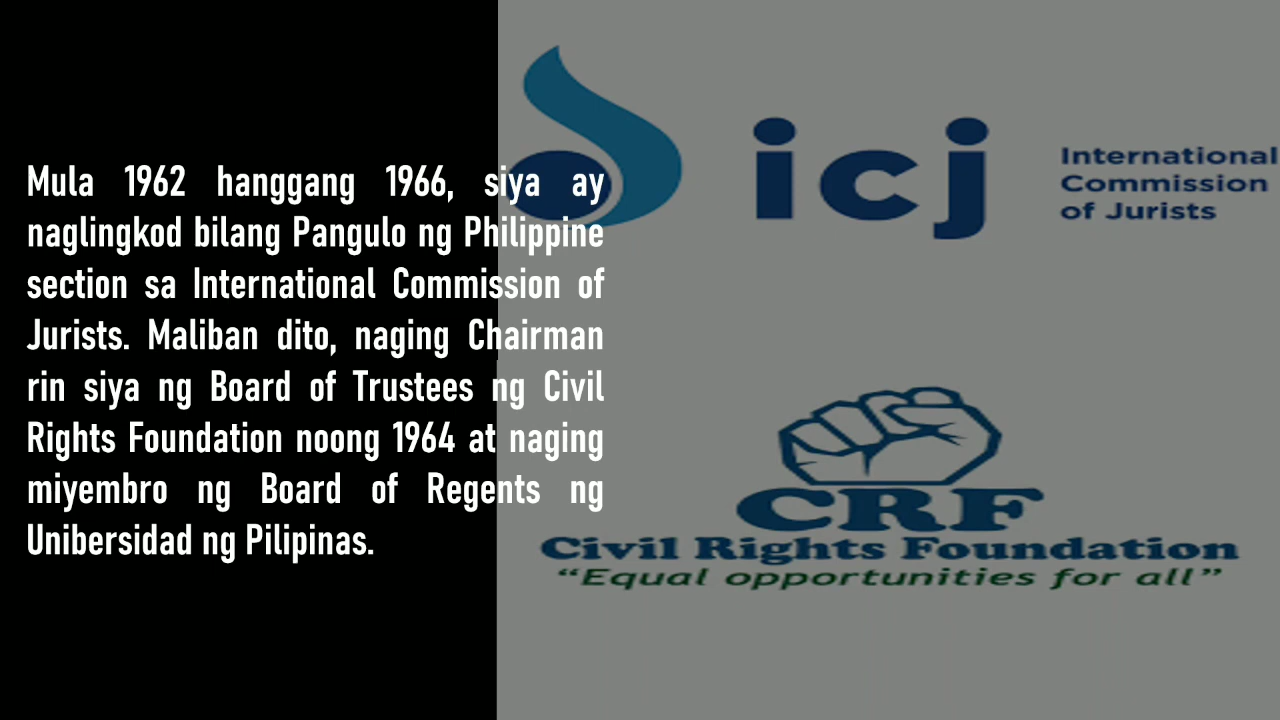 Mula 1962 hanggang 1966, siya ay
naglingkod bilang Pangulo ng Philippine
section sa International Commission of
Jurists. Maliban dito, naging Chairman
rin siya ng Board of Trustees ng Civil
Rights Foundation noong 1964 at naging
miyembro ng Board of Regents ng
Unibersidad ng Pilipinas.
icj
International
Commission
of Jurists
CRF
Civil Rights Foundation
“Equal opportunities for all”